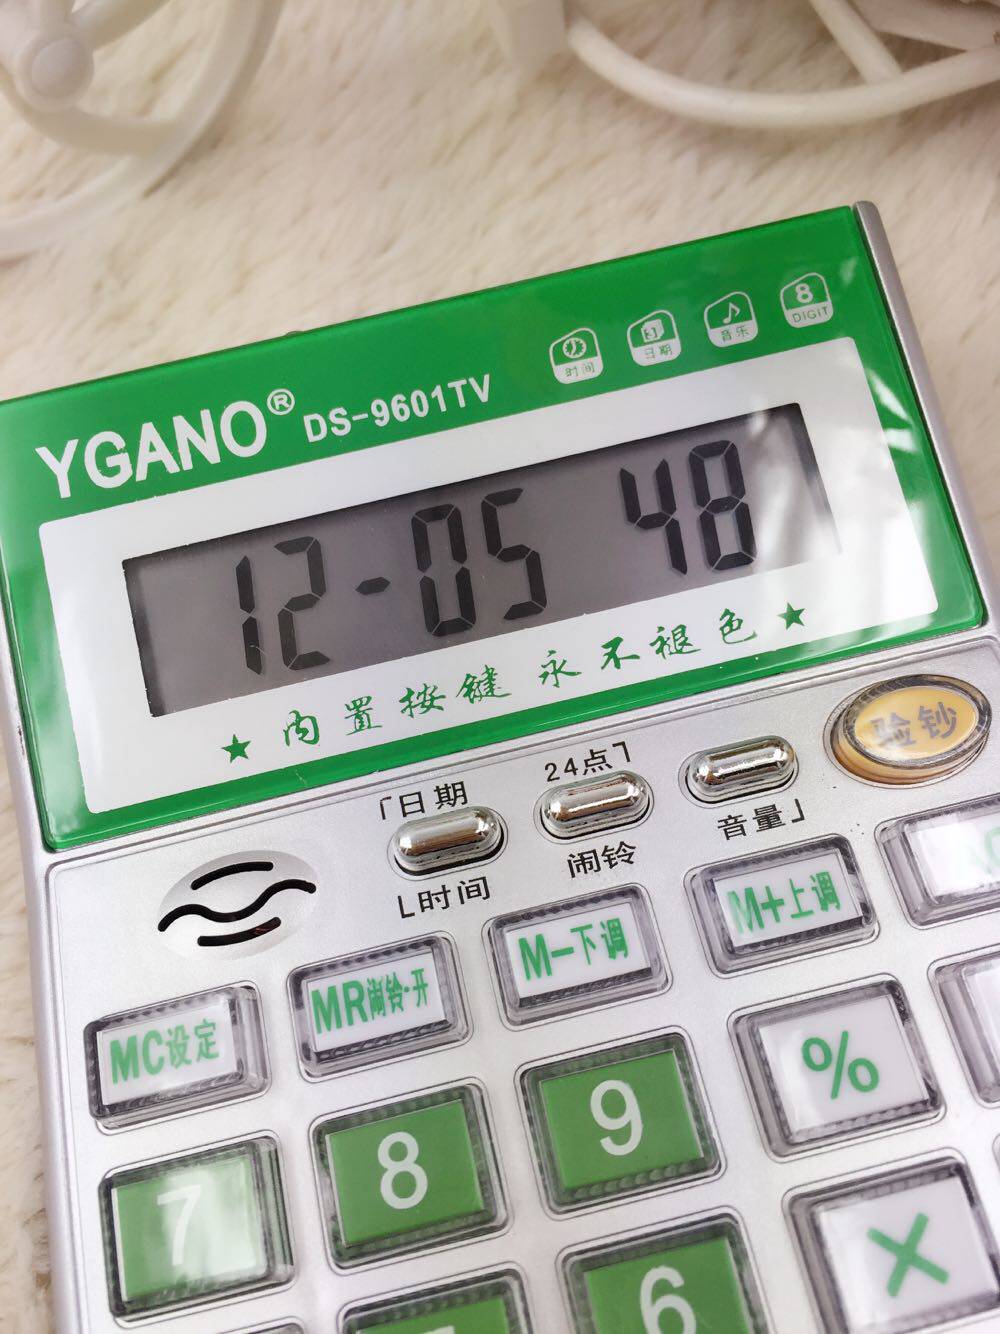 YGANO® DS-9601TV
时间
日期
音乐
8
DIGIT
12-05 48
★ 内置按键 永不褪色 ★
验钞
「日期
24点⌉
L时间
闹铃
音量」
MC设定
MR闹铃·开
M-下调
M+上调
7
8
9
%
6
×